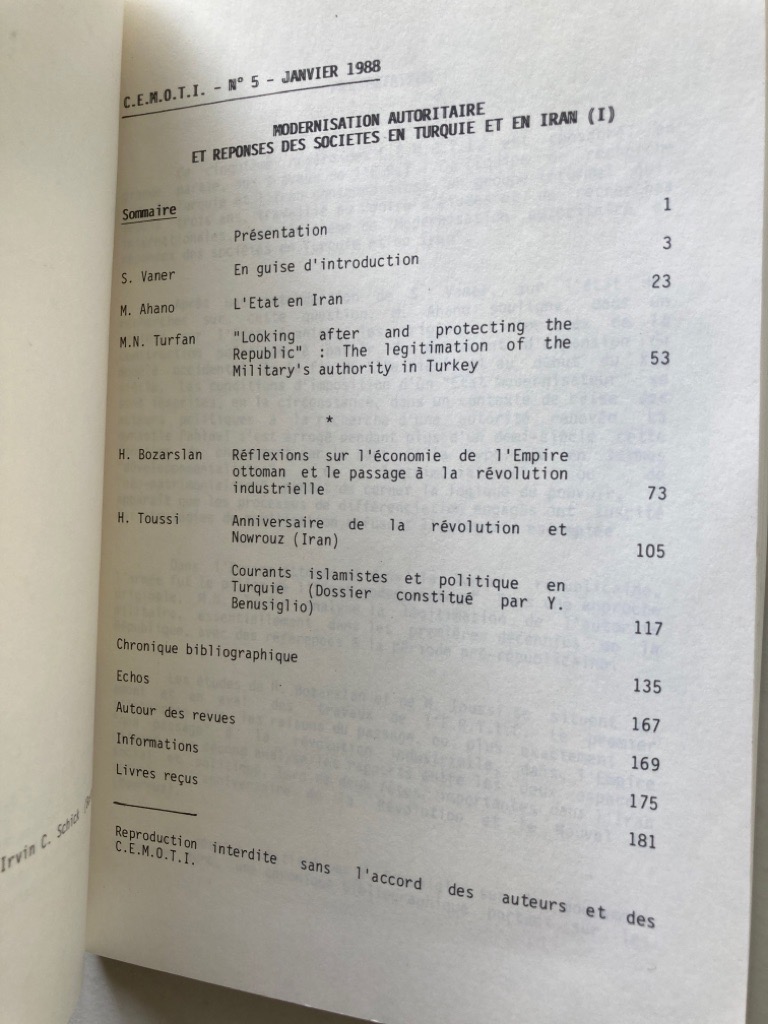 C.E.M.O.T.I. - N° 5 - JANVIER 1988
MODERNISATION AUTORITAIRE
ET REPONSES DES SOCIETES EN TURQUIE ET EN IRAN (I)
Sommaire
Présentation 1
S. Vaner En guise d'introduction 3
M. Ahano L'Etat en Iran 23
M.N. Turfan "Looking after and protecting the
Republic" : The legitimation of the
Military's authority in Turkey 53
*
H. Bozarslan Réflexions sur l'économie de l'Empire
ottoman et le passage à la révolution
industrielle 73
H. Toussi Anniversaire de la révolution et
Nowrouz (Iran) 105
Courants islamistes et politique en
Turquie (Dossier constitué par Y.
Benusiglio) 117
Chronique bibliographique 135
Echos 167
Autour des revues 169
Informations 175
Livres reçus 181
Reproduction interdite sans l'accord des auteurs et des
C.E.M.O.T.I.
Irvin C. Schick